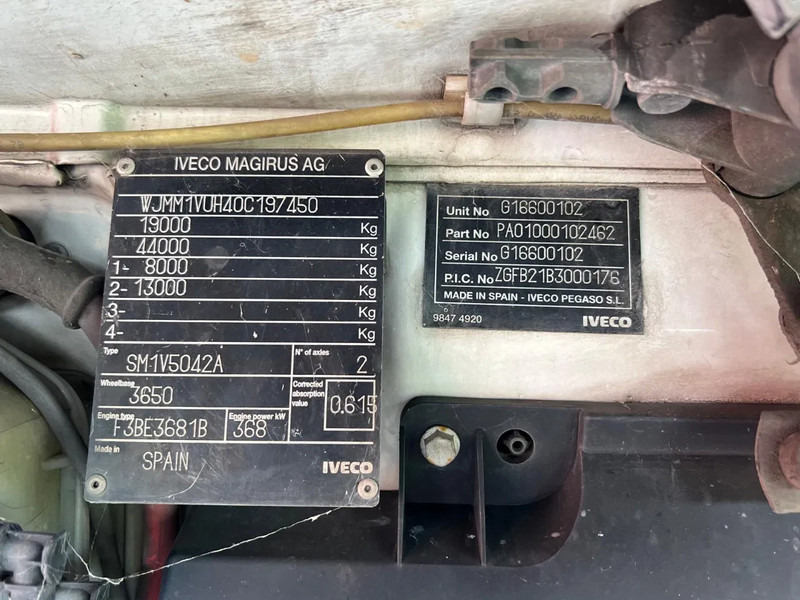 IVECO MAGIRUS AG
WJMM1VUH40C197450
19000 Kg
44000 Kg
1- 8000 Kg
2- 13000 Kg
3- Kg
4- Kg
Type SM1V5042A N° of axles 2
Wheelbase 3650 Corrected absorption value 0.615
Engine type F3BE3681B Engine power kW 368
Made in SPAIN IVECO
Unit No G16600102
Part No PA01000102462
Serial No G16600102
P.I.C. No ZGFB21B3000176
MADE IN SPAIN - IVECO PEGASO S.L.
9847 4920 IVECO